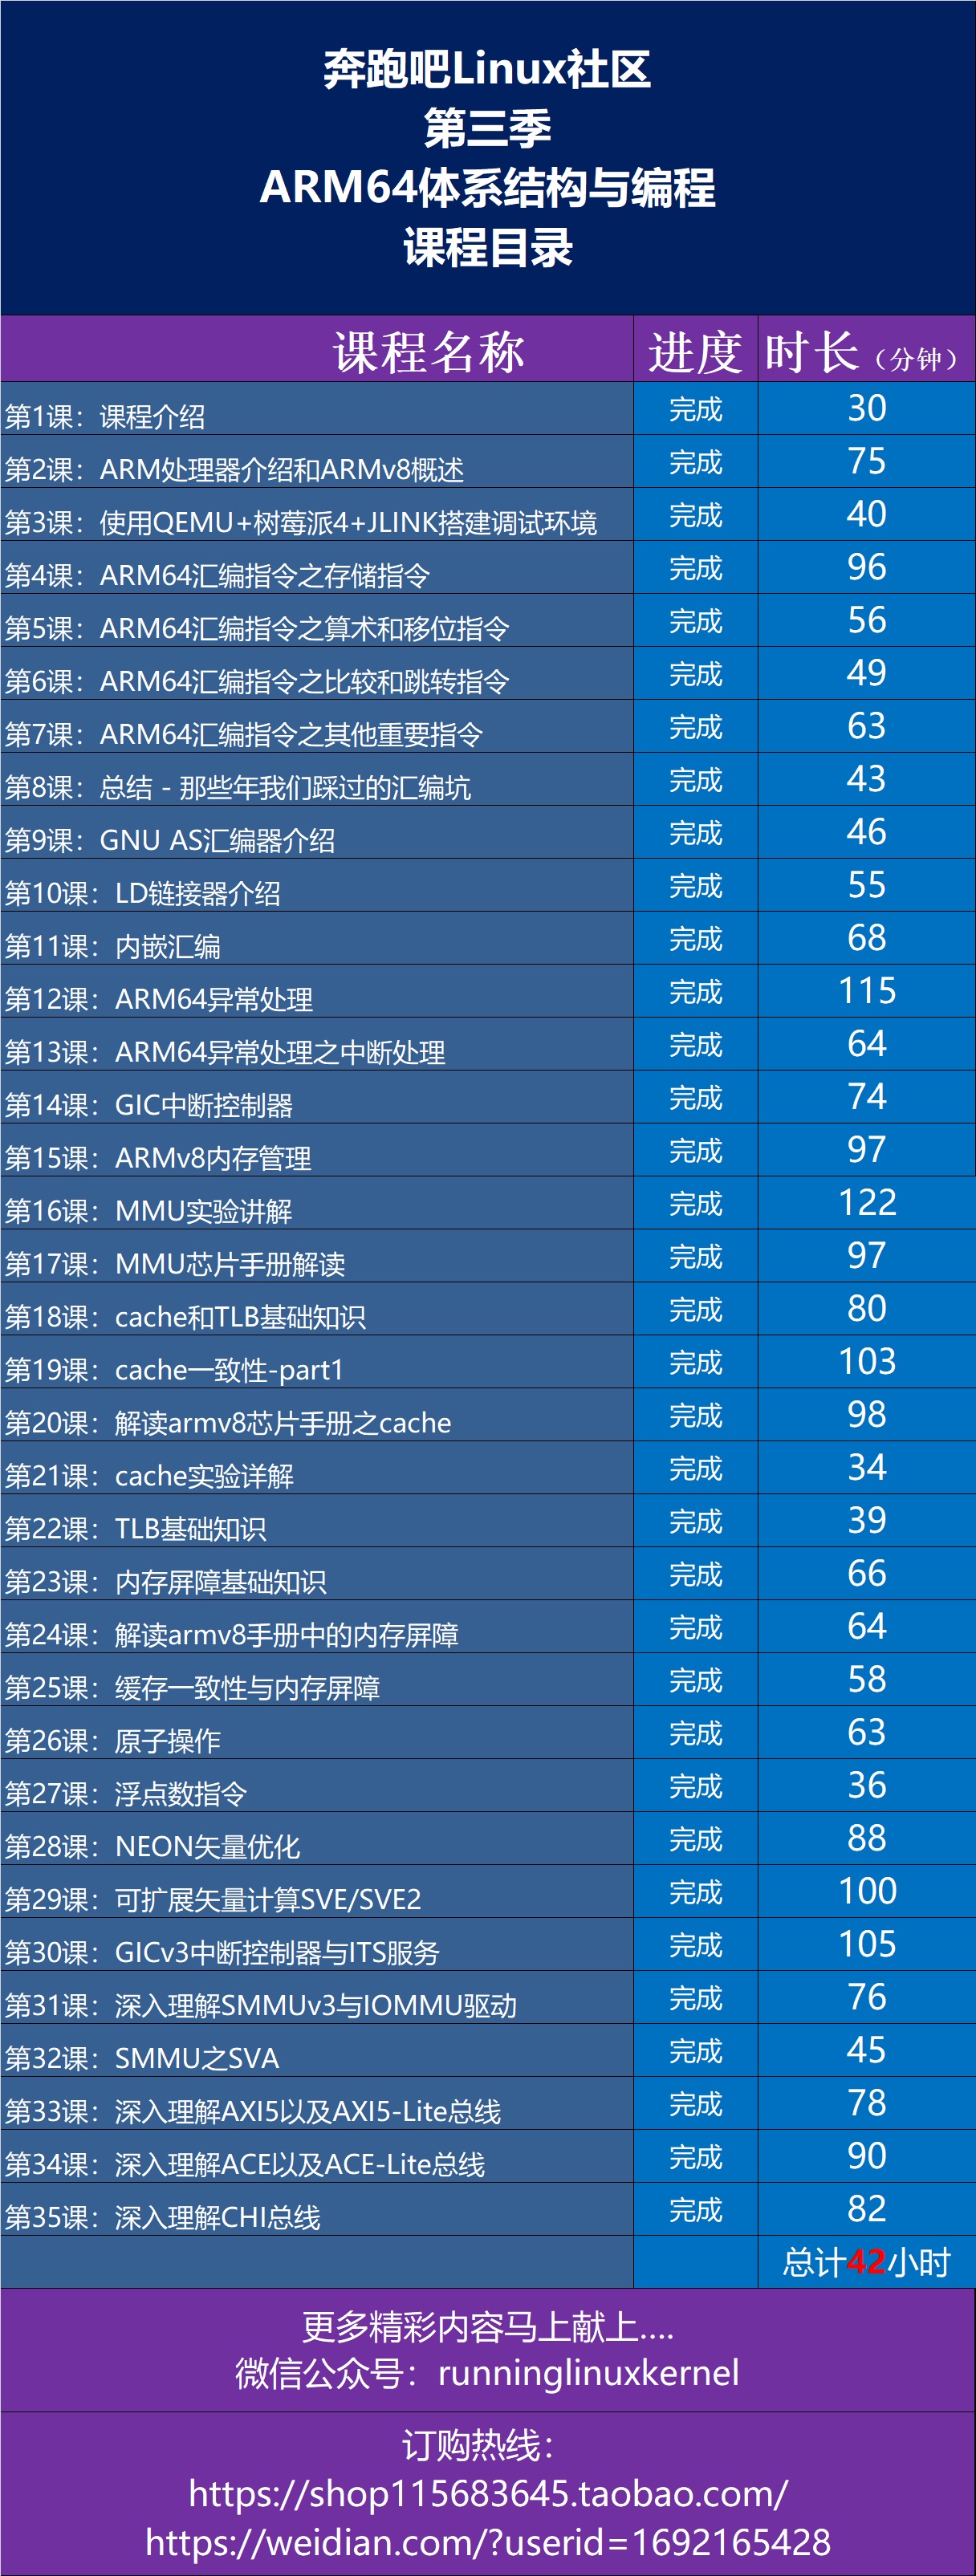 奔跑吧Linux社区
第三季
ARM64体系结构与编程
课程目录
课程名称 进度 时长（分钟）
第1课：课程介绍 完成 30
第2课：ARM处理器介绍和ARMv8概述 完成 75
第3课：使用QEMU+树莓派4+JLINK搭建调试环境 完成 40
第4课：ARM64汇编指令之存储指令 完成 96
第5课：ARM64汇编指令之算术和移位指令 完成 56
第6课：ARM64汇编指令之比较和跳转指令 完成 49
第7课：ARM64汇编指令之其他重要指令 完成 63
第8课：总结 - 那些年我们踩过的汇编坑 完成 43
第9课：GNU AS汇编器介绍 完成 46
第10课：LD链接器介绍 完成 55
第11课：内嵌汇编 完成 68
第12课：ARM64异常处理 完成 115
第13课：ARM64异常处理之中断处理 完成 64
第14课：GIC中断控制器 完成 74
第15课：ARMv8内存管理 完成 97
第16课：MMU实验讲解 完成 122
第17课：MMU芯片手册解读 完成 97
第18课：cache和TLB基础知识 完成 80
第19课：cache一致性-part1 完成 103
第20课：解读armv8芯片手册之cache 完成 98
第21课：cache实验详解 完成 34
第22课：TLB基础知识 完成 39
第23课：内存屏障基础知识 完成 66
第24课：解读armv8手册中的内存屏障 完成 64
第25课：缓存一致性与内存屏障 完成 58
第26课：原子操作 完成 63
第27课：浮点数指令 完成 36
第28课：NEON矢量优化 完成 88
第29课：可扩展矢量计算SVE/SVE2 完成 100
第30课：GICv3中断控制器与ITS服务 完成 105
第31课：深入理解SMMUv3与IOMMU驱动 完成 76
第32课：SMMU之SVA 完成 45
第33课：深入理解AXI5以及AXI5-Lite总线 完成 78
第34课：深入理解ACE以及ACE-Lite总线 完成 90
第35课：深入理解CHI总线 完成 82
总计42小时
更多精彩内容马上献上....
微信公众号：runninglinuxkernel
订购热线：
https://shop115683645.taobao.com/
https://weidian.com/?userid=1692165428